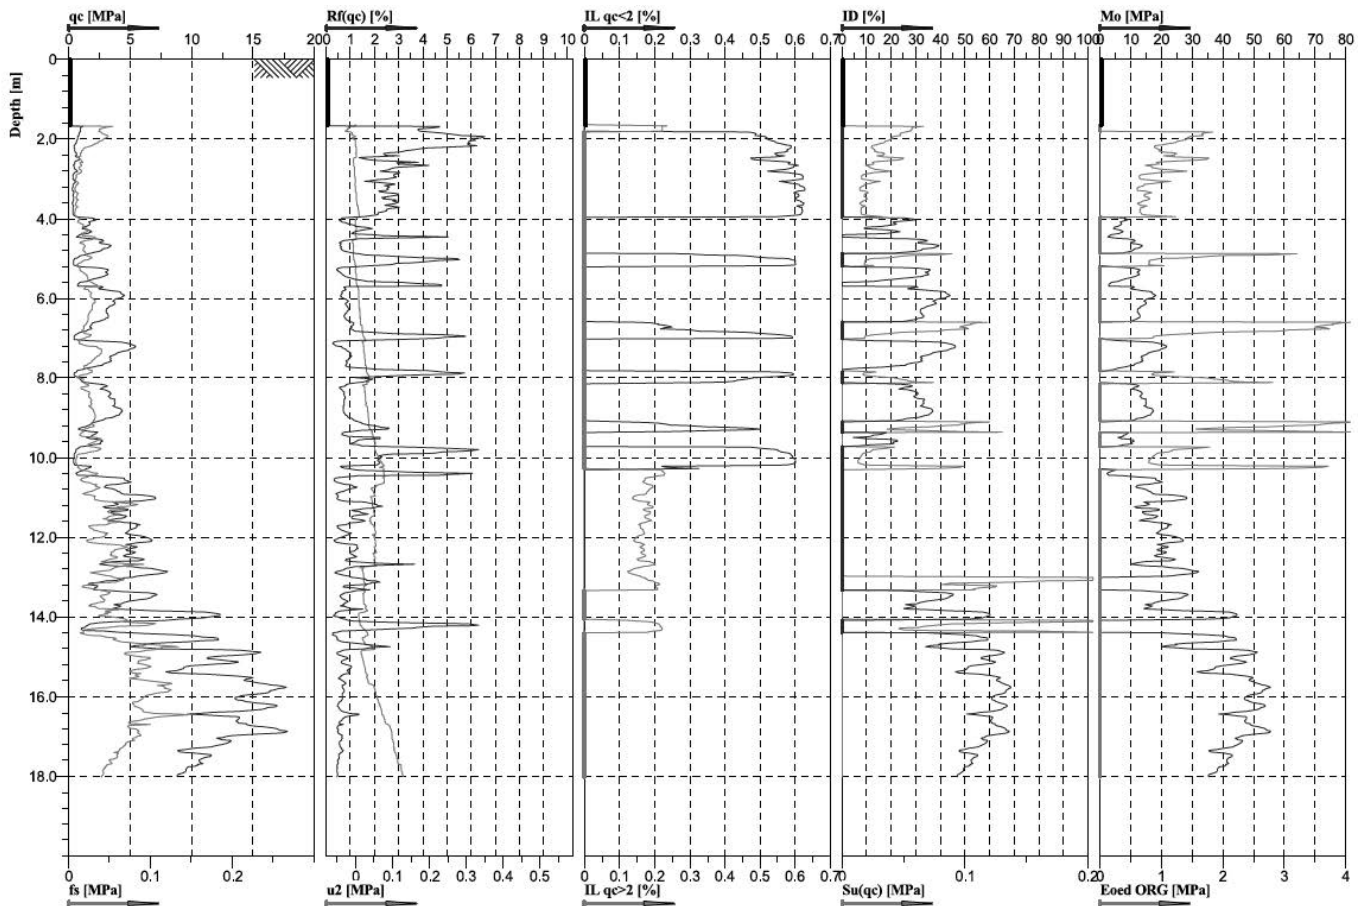 qc [MPa] Rf(qc) [%] IL qc<2 [%] ID [%] Mo [MPa]
0 5 10 15 20 0 1 2 3 4 5 6 7 8 9 10 0 0.1 0.2 0.3 0.4 0.5 0.6 0.7 0 10 20 30 40 50 60 70 80 90 100 0 10 20 30 40 50 60 70 80
Depth [m]
0
2.0
4.0
6.0
8.0
10.0
12.0
14.0
16.0
18.0
0 0.1 0.2 0 0.1 0.2 0.3 0.4 0.5 0 0.1 0.2 0.3 0.4 0.5 0.6 0.7 0 0.1 0.2 0 1 2 3 4
fs [MPa] u2 [MPa] IL qc>2 [%] Su(qc) [MPa] Eoed ORG [MPa]